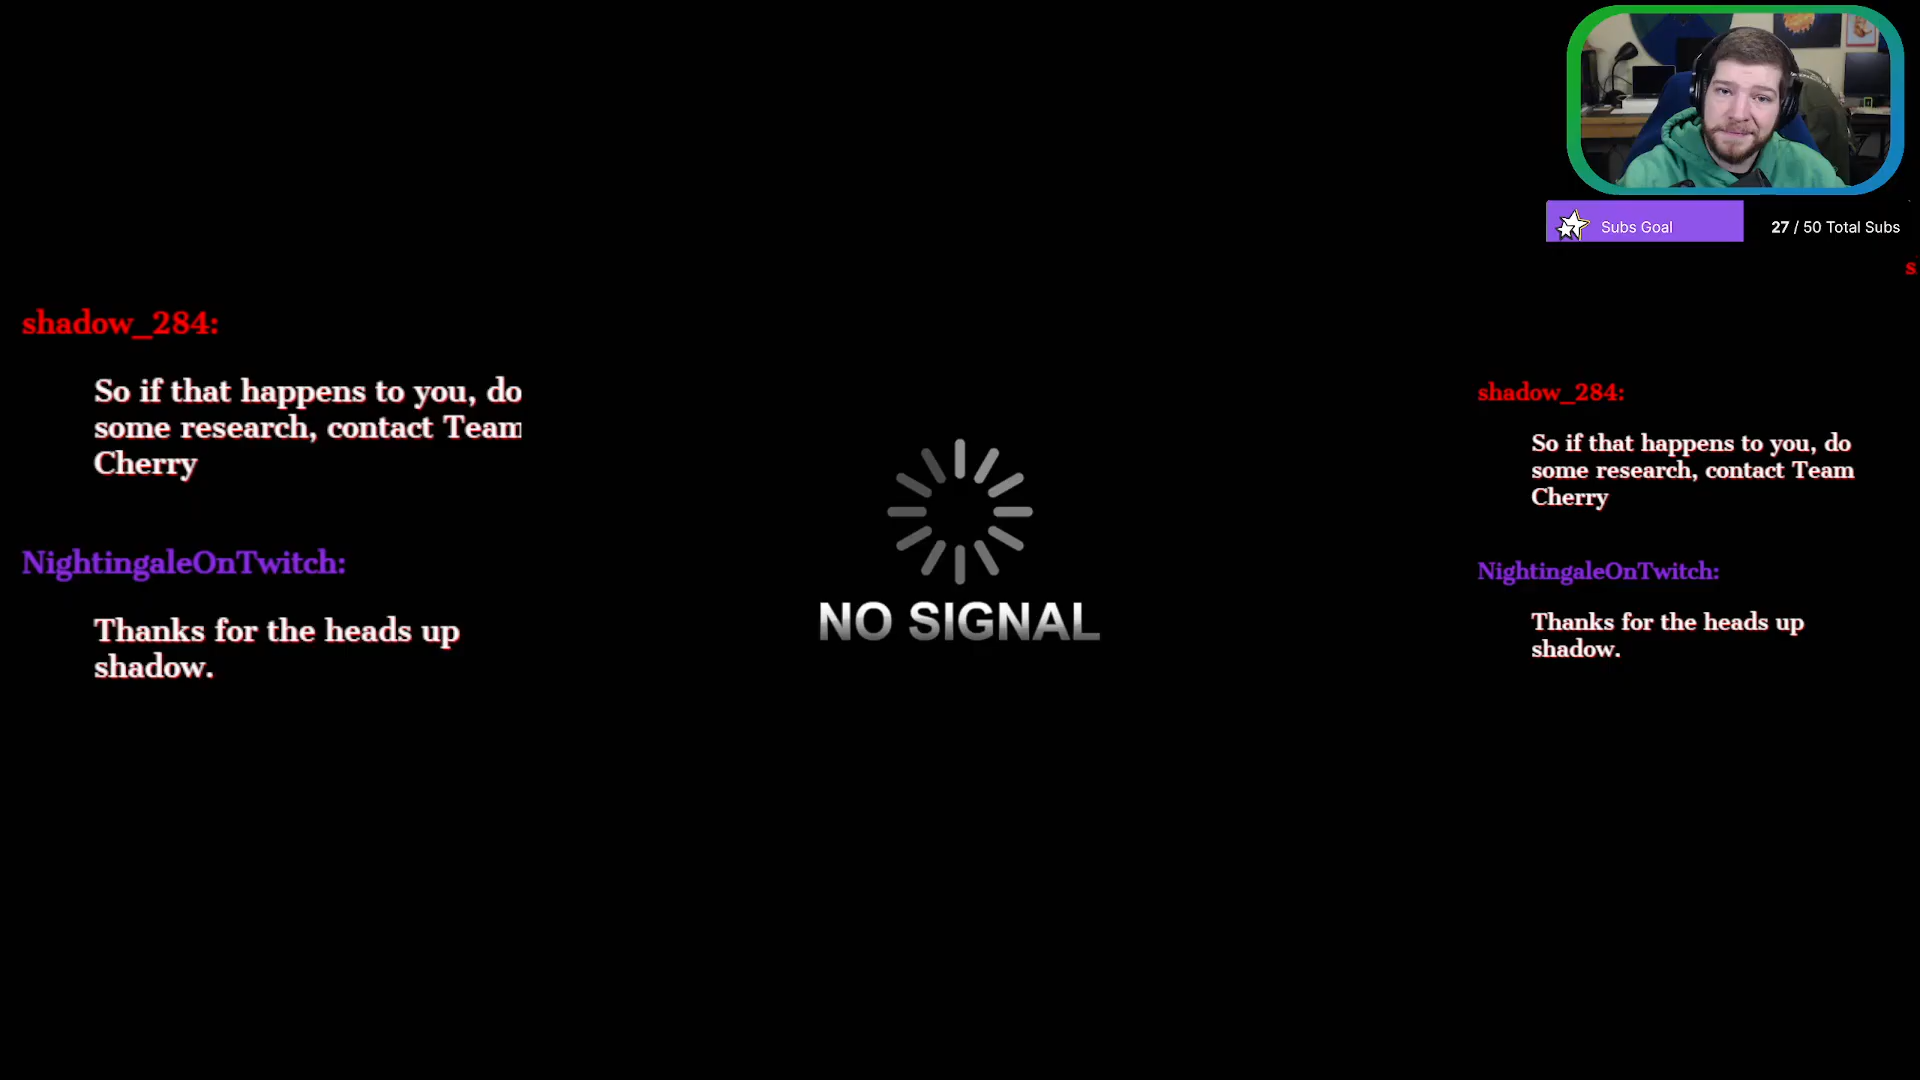 Subs Goal
27 / 50 Total Subs
s
shadow_284:
So if that happens to you, do
some research, contact Team
Cherry
NightingaleOnTwitch:
Thanks for the heads up
shadow.
NO SIGNAL
shadow_284:
So if that happens to you, do
some research, contact Team
Cherry
NightingaleOnTwitch:
Thanks for the heads up
shadow.